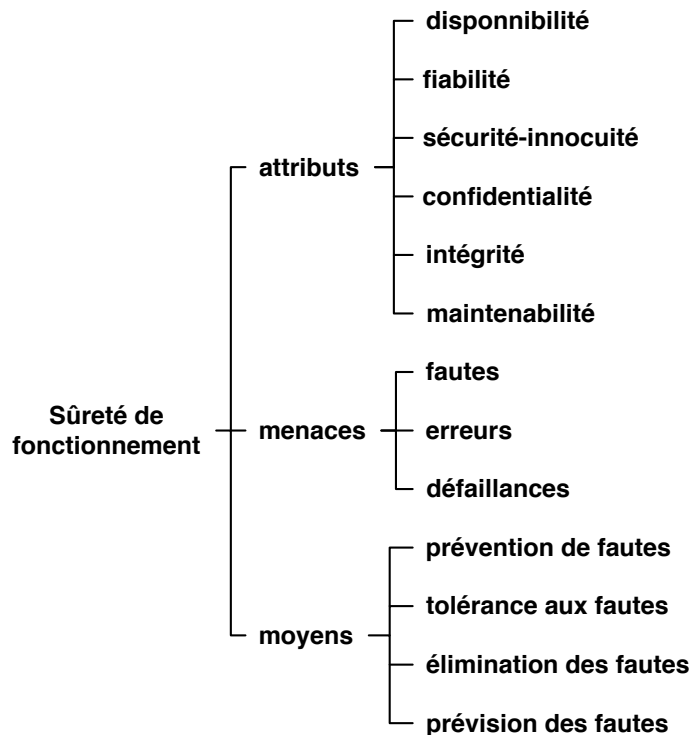 disponnibilité
fiabilité
sécurité-innocuité
attributs
confidentialité
intégrité
maintenabilité
fautes
Sûreté de
fonctionnement
menaces
erreurs
défaillances
prévention de fautes
tolérance aux fautes
moyens
élimination des fautes
prévision des fautes